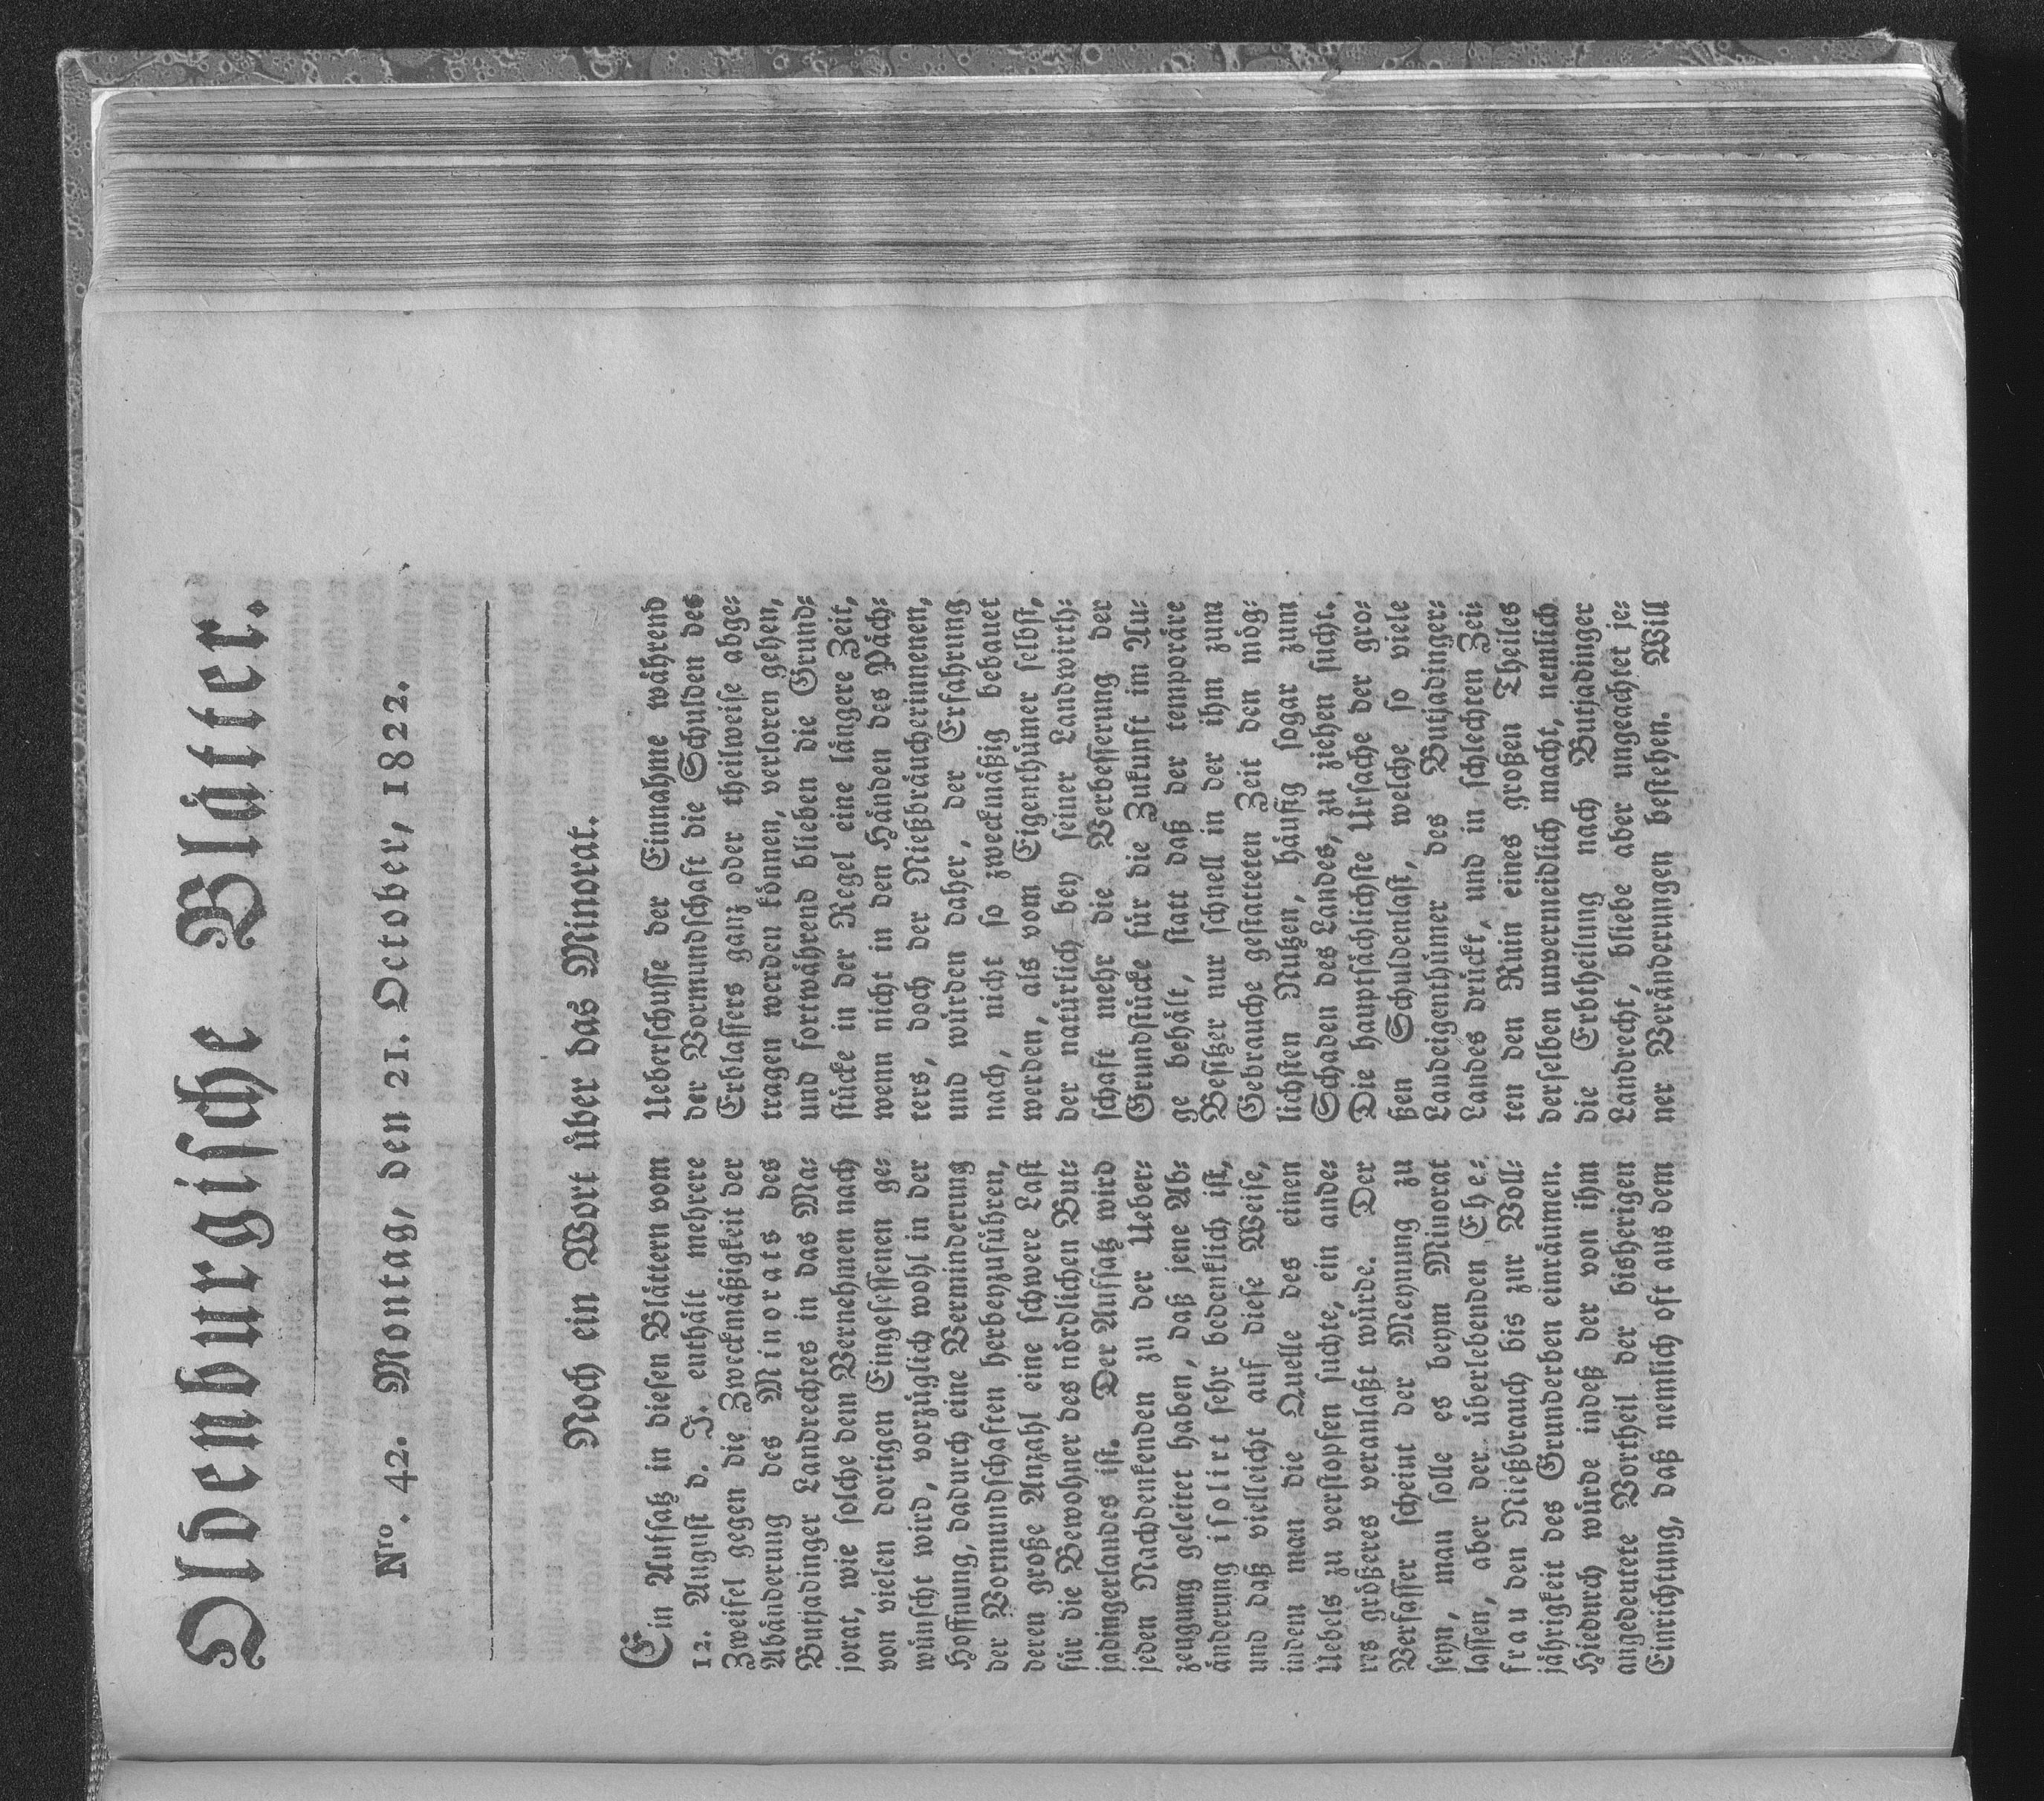 Oldenburgische Blätter.
Nro. 42. Montag, den 21. October, 1822.
Noch ein Wort über das Minorat.
Ein Aufsatz in diesen Blättern vom
12. August d. J. enthält mehrere
Zweifel gegen die Zweckmäßigkeit der
Abänderung des Minorats des
Butjadinger Landrechtes in das Ma-
jorat, wie solche dem Vernehmen nach
von vielen dortigen Eingesessenen ge-
wünscht wird, vorzüglich wohl in der
Hoffnung, dadurch eine Verminderung
der Vormundschaften herbeyzuführen,
deren große Anzahl eine schwere Last
für die Bewohner des nördlichen But-
jadingerlandes ist. Der Aufsatz wird
jeden Nachdenkenden zu der Ueber-
zeugung geleitet haben, daß jene Ab-
änderung isolirt sehr bedenklich ist,
und daß vielleicht auf diese Weise,
indem man die Quelle des einen
Uebels zu verstopfen suchte, ein ande-
res größeres veranlaßt würde. Der
Verfasser scheint der Meynung zu
seyn, man solle es beym Minorat
lassen, aber der überlebenden Ehe-
frau den Nießbrauch bis zur Voll-
jährigkeit des Grunderben einräumen.
Hiedurch würde indeß der von ihm
angedeutete Vortheil der bisherigen
Einrichtung, daß nemlich oft aus dem
Ueberschusse der Einnahme während
der Vormundschaft die Schulden des
Erblassers ganz oder theilweise abge-
tragen werden können, verloren gehen,
und fortwährend blieben die Grund-
stücke in der Regel eine längere Zeit,
wenn nicht in den Händen des Päch-
ters, doch der Nießbräucherinnenen,
und würden daher, der Erfahrung
nach, nicht so zweckmäßig bebauet
werden, als vom Eigenthümer selbst,
der natürlich bey seiner Landwirth-
schaft mehr die Verbesserung der
Grundstücke für die Zukunft im Au-
ge behält, statt daß der temporäre
Besitzer nur schnell in der ihm zum
Gebrauche gestatteten Zeit den mög-
lichsten Nutzen, häufig sogar zum
Schaden des Landes, zu ziehen sucht.
Die hauptsächlichste Ursache der gro-
ßen Schuldenlast, welche so viele
Landeigenthümer des Butjadinger-
Landes drückt, und in schlechten Zei-
ten den Ruin eines großen Theiles
derselben unvermeidlich macht, nemlich
die Erbtheilung nach Butjadinger
Landrecht, bliebe aber ungeachtet je-
ner Veränderungen bestehen. Will